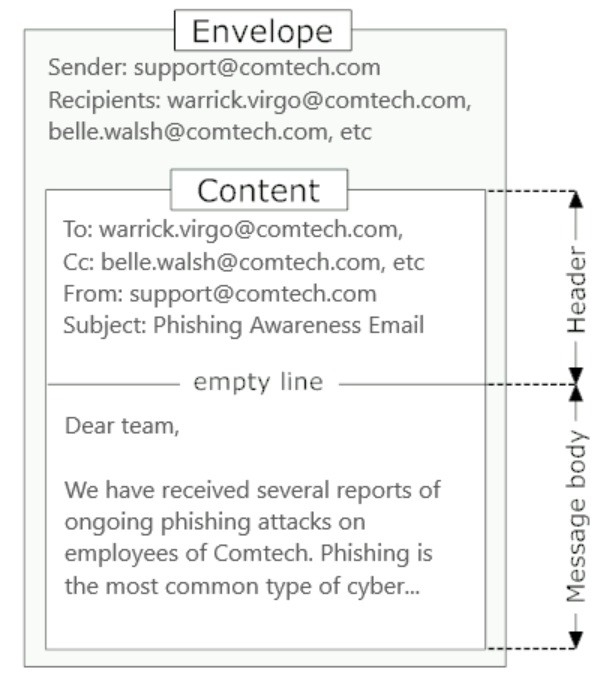 Envelope
Sender: support@comtech.com
Recipients: warrick.virgo@comtech.com,
belle.walsh@comtech.com, etc
Content
To: warrick.virgo@comtech.com,
Cc: belle.walsh@comtech.com, etc
From: support@comtech.com
Subject: Phishing Awareness Email
Header
empty line
Dear team,
We have received several reports of
ongoing phishing attacks on
employees of Comtech. Phishing is
the most common type of cyber...
Message body